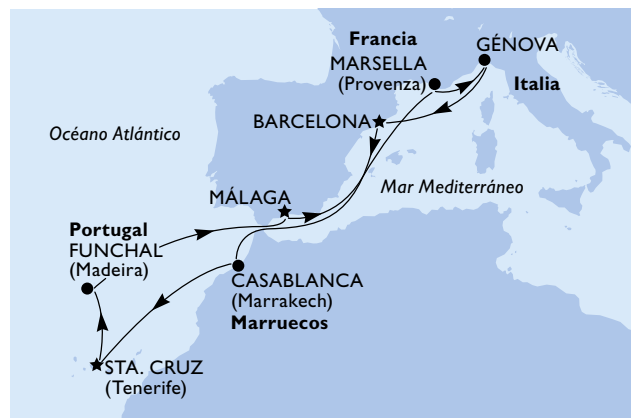 Francia
MARSELLA
(Provenza)
GÉNOVA
Italia
BARCELONA
Océano Atlántico
Mar Mediterráneo
MÁLAGA
Portugal
FUNCHAL
(Madeira)
CASABLANCA
(Marrakech)
Marruecos
STA. CRUZ
(Tenerife)